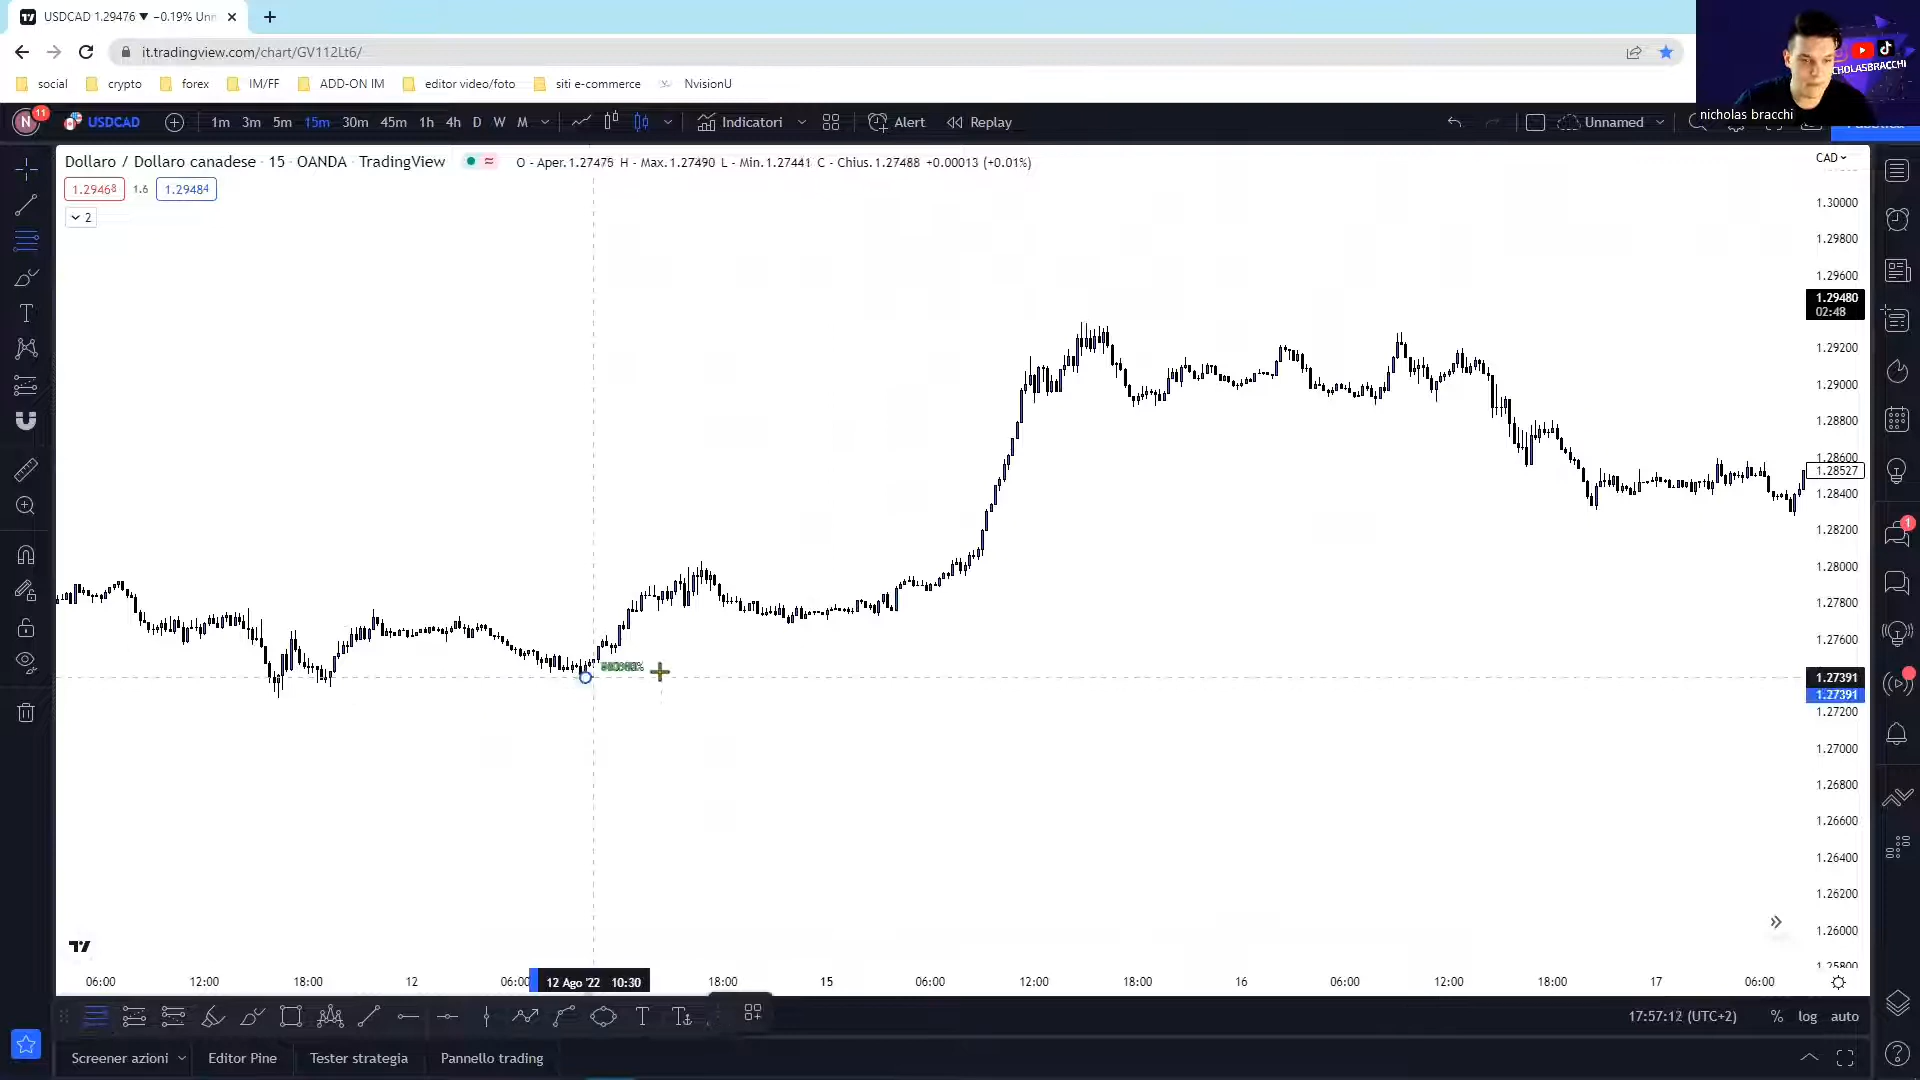 USDCAD 1.29476 ▼ −0.19% Unn
it.tradingview.com/chart/GV112Lt6/
social crypto forex IM/FF ADD-ON IM editor video/foto siti e-commerce NvisionU
CHOLASBRACCHI
nicholas bracchi
N 11 USDCAD 1m 3m 5m 15m 30m 45m 1h 4h D W M Indicatori Alert Replay Unnamed
Dollaro / Dollaro canadese · 15 · OANDA · TradingView O - Aper.1.27475 H - Max.1.27490 L - Min.1.27441 C - Chius.1.27488 +0.00013 (+0.01%)
CAD
1.29468 1.6 1.29484
2
1.30000
1.29800
1.29600
1.29480
02:48
1.29200
1.29000
1.28800
1.28600
1.28527
1.28400
1.28200
1.28000
1.27800
1.27600
1.27391
1.27391
1.27200
1.27000
1.26800
1.26600
1.26400
1.26200
1.26000
1.25800
1
06:00 12:00 18:00 12 06:00 12 Ago '22 10:30 18:00 15 06:00 12:00 18:00 16 06:00 12:00 18:00 17 06:00
17:57:12 (UTC+2) % log auto
Screener azioni Editor Pine Tester strategia Pannello trading